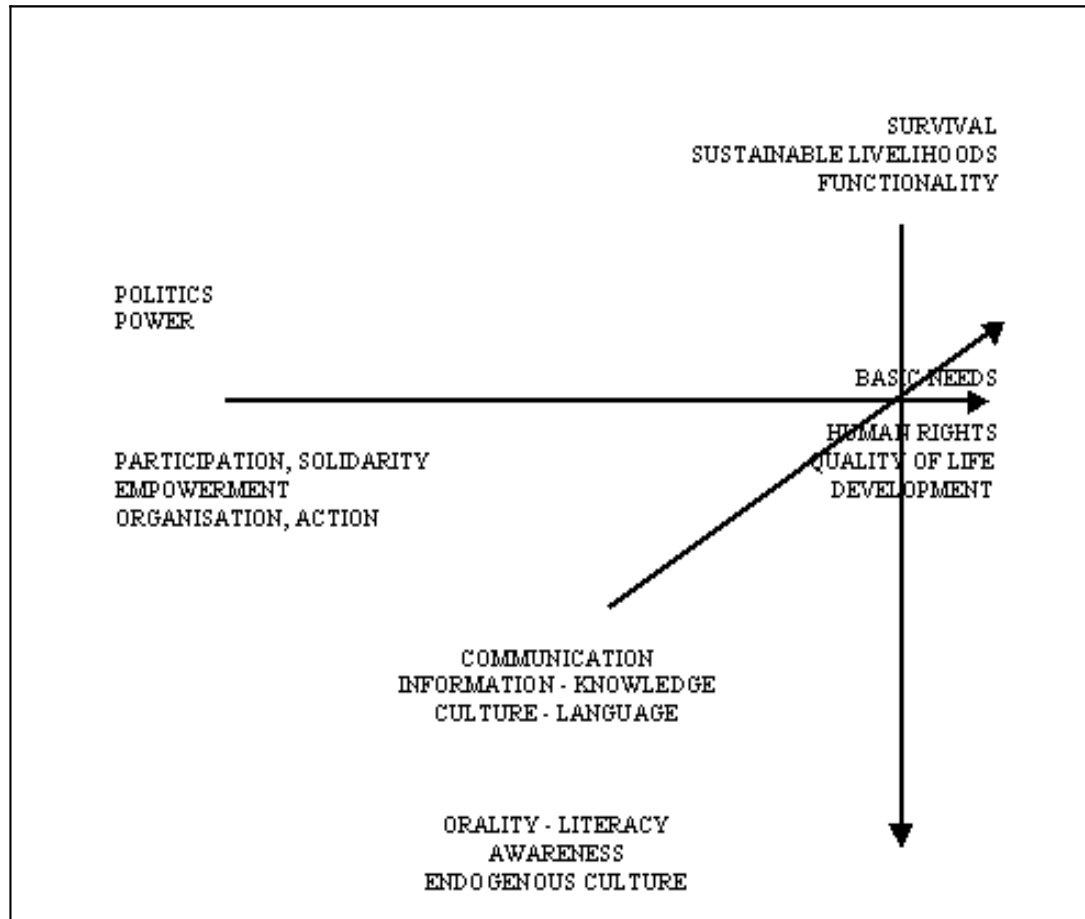 SURVIVAL
SUSTAINABLE LIVELIHOODS
FUNCTIONALITY
POLITICS
POWER
BASIC NEEDS
HUMAN RIGHTS
QUALITY OF LIFE
DEVELOPMENT
PARTICIPATION, SOLIDARITY
EMPOWERMENT
ORGANISATION, ACTION
COMMUNICATION
INFORMATION - KNOWLEDGE
CULTURE - LANGUAGE
ORALITY - LITERACY
AWARENESS
ENDOGENOUS CULTURE